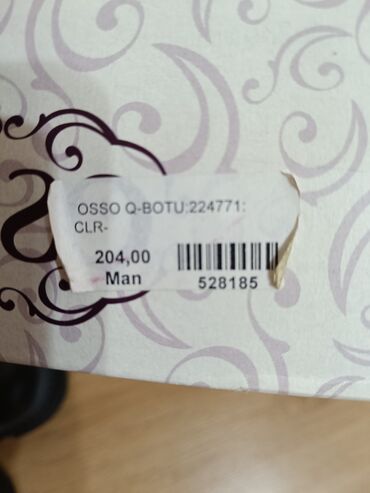 OSSO Q-BOTU:224771:
CLR-
204,00
Man
528185